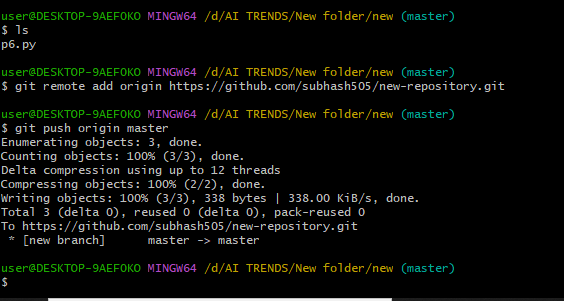 user@DESKTOP-9AEFOKO MINGW64 /d/AI TRENDS/New folder/new (master)
$ ls
p6.py
user@DESKTOP-9AEFOKO MINGW64 /d/AI TRENDS/New folder/new (master)
$ git remote add origin https://github.com/subhash505/new-repository.git
user@DESKTOP-9AEFOKO MINGW64 /d/AI TRENDS/New folder/new (master)
$ git push origin master
Enumerating objects: 3, done.
Counting objects: 100% (3/3), done.
Delta compression using up to 12 threads
Compressing objects: 100% (2/2), done.
Writing objects: 100% (3/3), 338 bytes | 338.00 KiB/s, done.
Total 3 (delta 0), reused 0 (delta 0), pack-reused 0
To https://github.com/subhash505/new-repository.git
 * [new branch]      master -> master
user@DESKTOP-9AEFOKO MINGW64 /d/AI TRENDS/New folder/new (master)
$